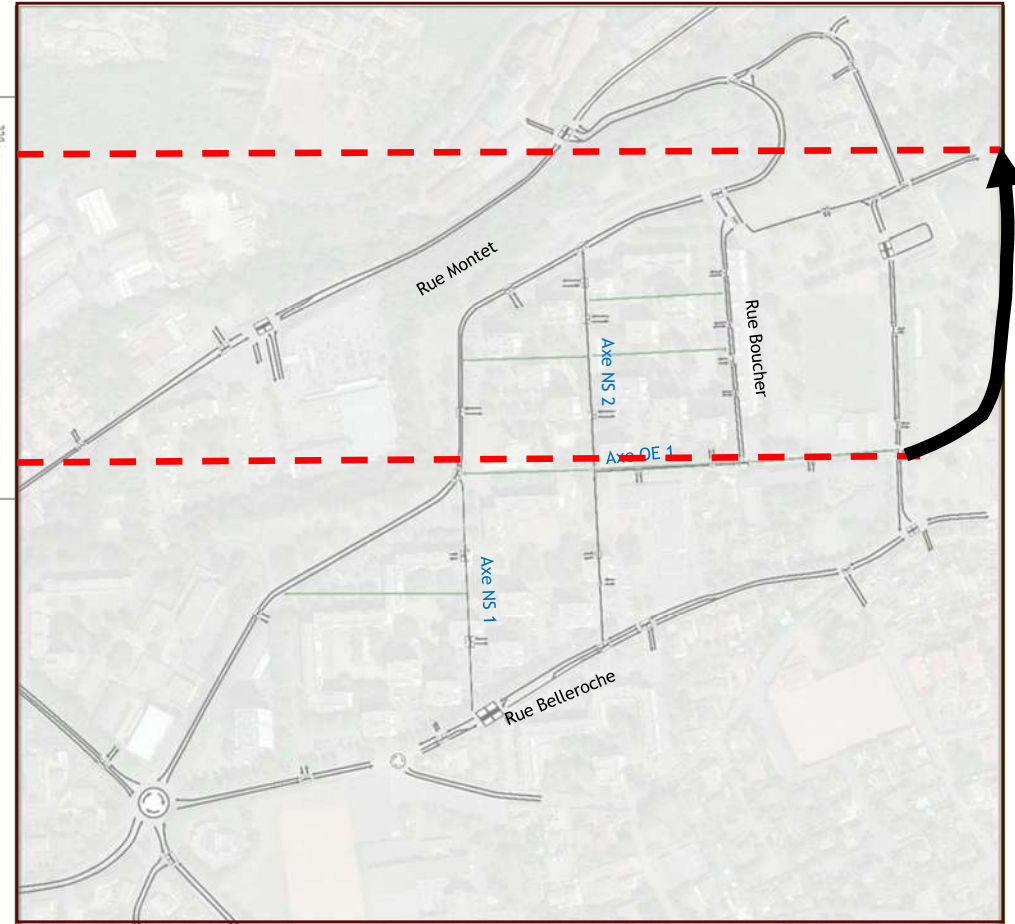 Rue Montet
Rue Boucher
Axe NS 2
Axe OE 1
Axe NS 1
Rue Belleroche